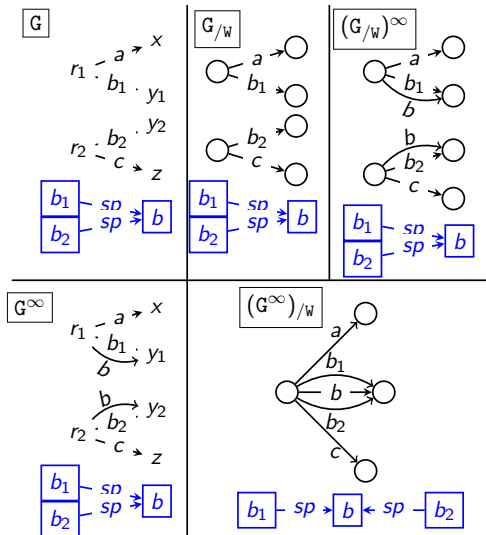 G
r₁ a x
b₁ y₁
r₂ b₂ y₂
c z
b₁ sp b
b₂ sp
G/W
a
b₁
b₂
c
b₁ sp b
b₂ sp
(G/W)∞
a
b₁
b
b
b₂
c
b₁ sp b
b₂ sp
G∞
r₁ a x
b₁ y₁
b
b y₂
r₂ b₂
c z
b₁ sp b
b₂ sp
(G∞)/W
a
b₁
b
b₂
c
b₁ sp b sp b₂